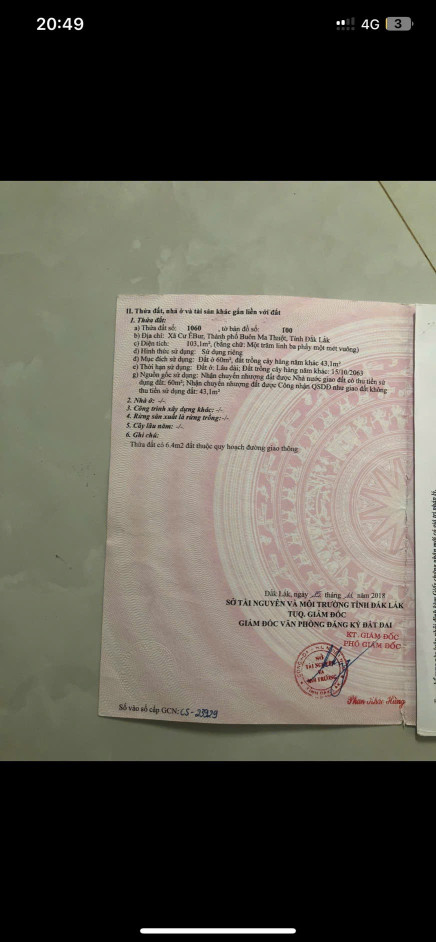 20:49
4G 3
II. Thửa đất, nhà ở và tài sản khác gắn liền với đất
1. Thửa đất:
a) Thửa đất số: 1060 , tờ bản đồ số: 100
b) Địa chỉ: Xã Cư ÊBur, Thành phố Buôn Ma Thuột, Tỉnh Đắk Lắk
c) Diện tích: 103,1m², (bằng chữ: Một trăm linh ba phẩy một mét vuông)
d) Hình thức sử dụng: Sử dụng riêng
đ) Mục đích sử dụng: Đất ở 60m²; đất trồng cây hàng năm khác 43,1m²
e) Thời hạn sử dụng: Đất ở: Lâu dài; Đất trồng cây hàng năm khác: 15/10/2063
g) Nguồn gốc sử dụng: Nhận chuyển nhượng đất được Nhà nước giao đất có thu tiền sử
dụng đất: 60m²; Nhận chuyển nhượng đất được Công nhận QSDĐ như giao đất không
thu tiền sử dụng đất: 43,1m²
2. Nhà ở: -/-
3. Công trình xây dựng khác: -/-
4. Rừng sản xuất là rừng trồng: -/-
5. Cây lâu năm: -/-
6. Ghi chú:
Thửa đất có 6.4m2 đất thuộc quy hoạch đường giao thông
Đắk Lắk, ngày tháng năm 2018
SỞ TÀI NGUYÊN VÀ MÔI TRƯỜNG TỈNH ĐẮK LẮK
TUQ. GIÁM ĐỐC
GIÁM ĐỐC VĂN PHÒNG ĐĂNG KÝ ĐẤT ĐAI
KT. GIÁM ĐỐC
PHÓ GIÁM ĐỐC
SỞ
TÀI NGUYÊN
VÀ
MÔI TRƯỜNG
Số vào sổ cấp GCN: CS-23929